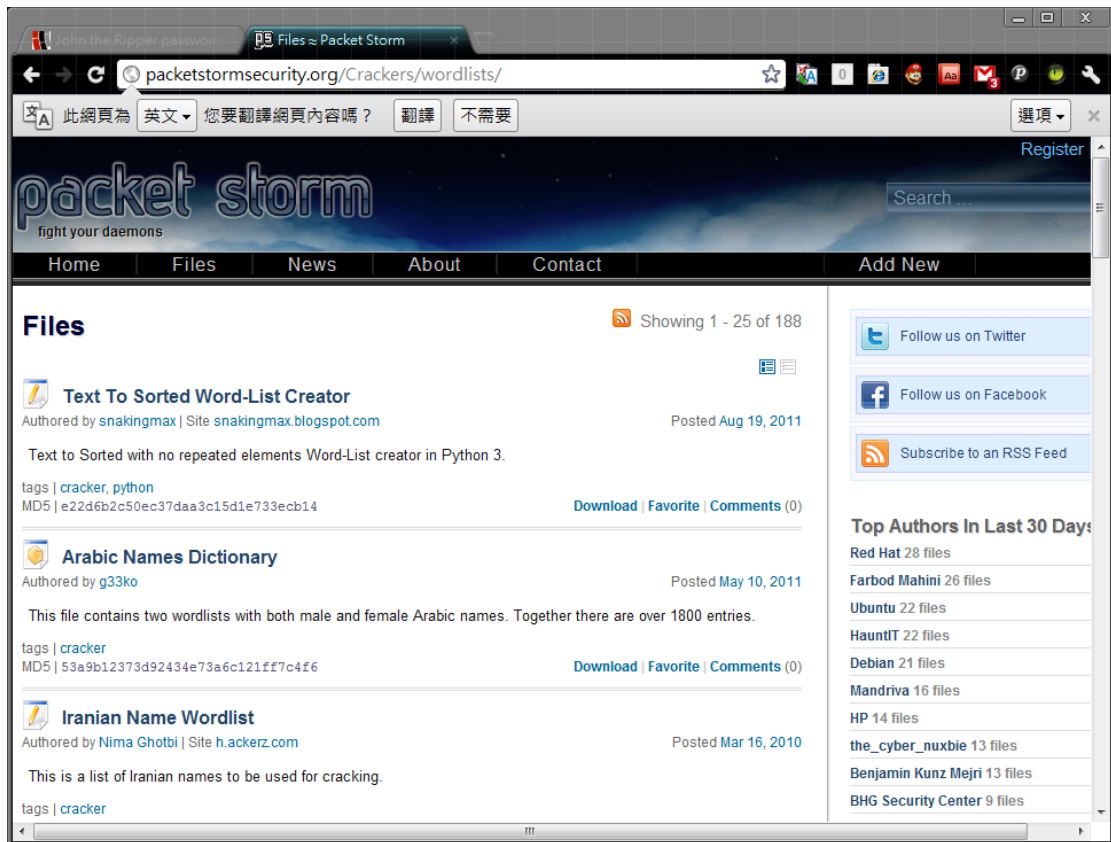 John the Ripper passwor
Files ≈ Packet Storm
packetstormsecurity.org/Crackers/wordlists/
此網頁為 英文 您要翻譯網頁內容嗎？ 翻譯 不需要 選項
Register
packet storm
fight your daemons
Search ...
Home Files News About Contact Add New
Files
Showing 1 - 25 of 188
Text To Sorted Word-List Creator
Authored by snakingmax | Site snakingmax.blogspot.com Posted Aug 19, 2011
Text to Sorted with no repeated elements Word-List creator in Python 3.
tags | cracker, python
MD5 | e22d6b2c50ec37daa3c15d1e733ecb14 Download | Favorite | Comments (0)
Arabic Names Dictionary
Authored by g33ko Posted May 10, 2011
This file contains two wordlists with both male and female Arabic names. Together there are over 1800 entries.
tags | cracker
MD5 | 53a9b12373d92434e73a6c121ff7c4f6 Download | Favorite | Comments (0)
Iranian Name Wordlist
Authored by Nima Ghotbi | Site h.ackerz.com Posted Mar 16, 2010
This is a list of Iranian names to be used for cracking.
tags | cracker
Follow us on Twitter
Follow us on Facebook
Subscribe to an RSS Feed
Top Authors In Last 30 Days
Red Hat 28 files
Farbod Mahini 26 files
Ubuntu 22 files
HauntIT 22 files
Debian 21 files
Mandriva 16 files
HP 14 files
the_cyber_nuxbie 13 files
Benjamin Kunz Mejri 13 files
BHG Security Center 9 files